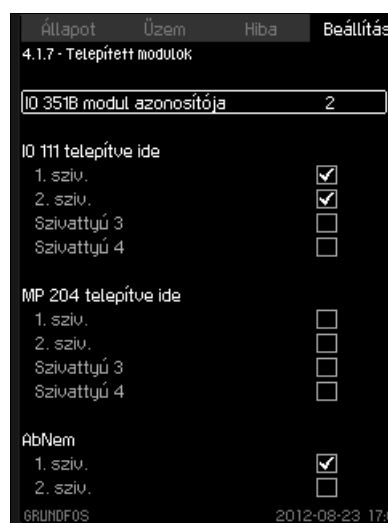 Állapot Üzem Hiba Beállítás
4.1.7 - Telepített modulok
IO 351B modul azonosítója 2
IO 111 telepítve ide
1. sziv.
2. sziv.
Szivattyú 3
Szivattyú 4
MP 204 telepítve ide
1. sziv.
2. sziv.
Szivattyú 3
Szivattyú 4
AbNem
1. sziv.
2. sziv.
GRUNDFOS 2012-08-23 17: